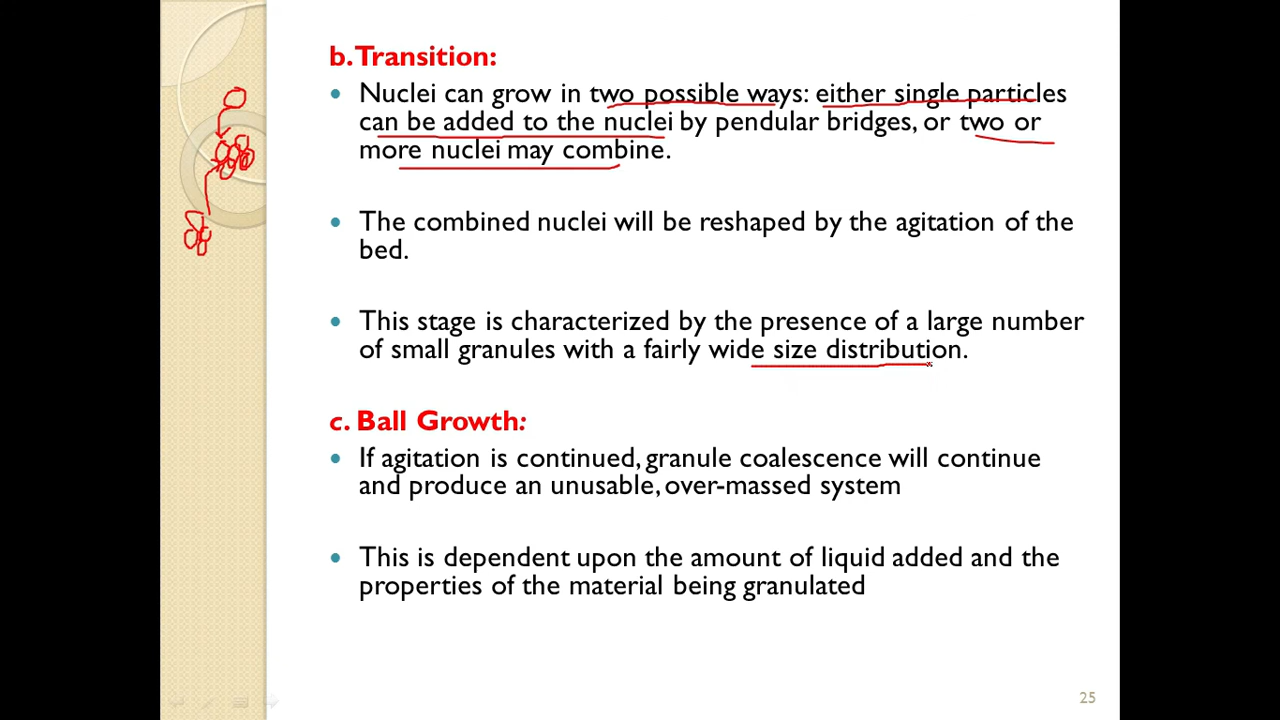 b. Transition:
• Nuclei can grow in two possible ways: either single particles
can be added to the nuclei by pendular bridges, or two or
more nuclei may combine.
• The combined nuclei will be reshaped by the agitation of the
bed.
• This stage is characterized by the presence of a large number
of small granules with a fairly wide size distribution.
c. Ball Growth:
• If agitation is continued, granule coalescence will continue
and produce an unusable, over-massed system
• This is dependent upon the amount of liquid added and the
properties of the material being granulated
25